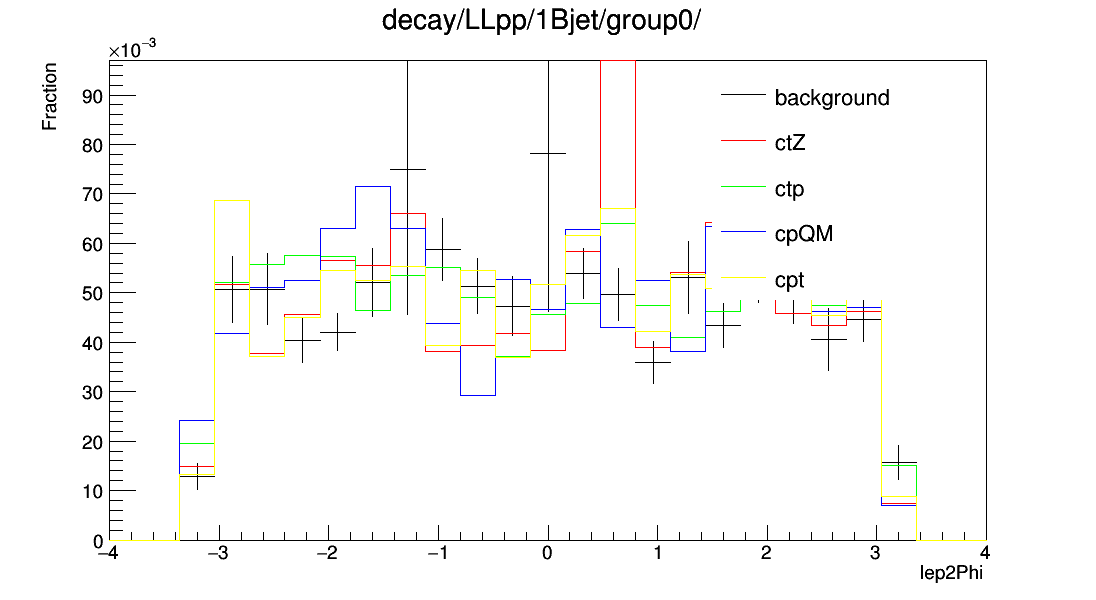 decay/LLpp/1Bjet/group0/
×10⁻³
Fraction
90
80
70
60
50
40
30
20
10
0
−4 −3 −2 −1 0 1 2 3 4
lep2Phi
background
ctZ
ctp
cpQM
cpt